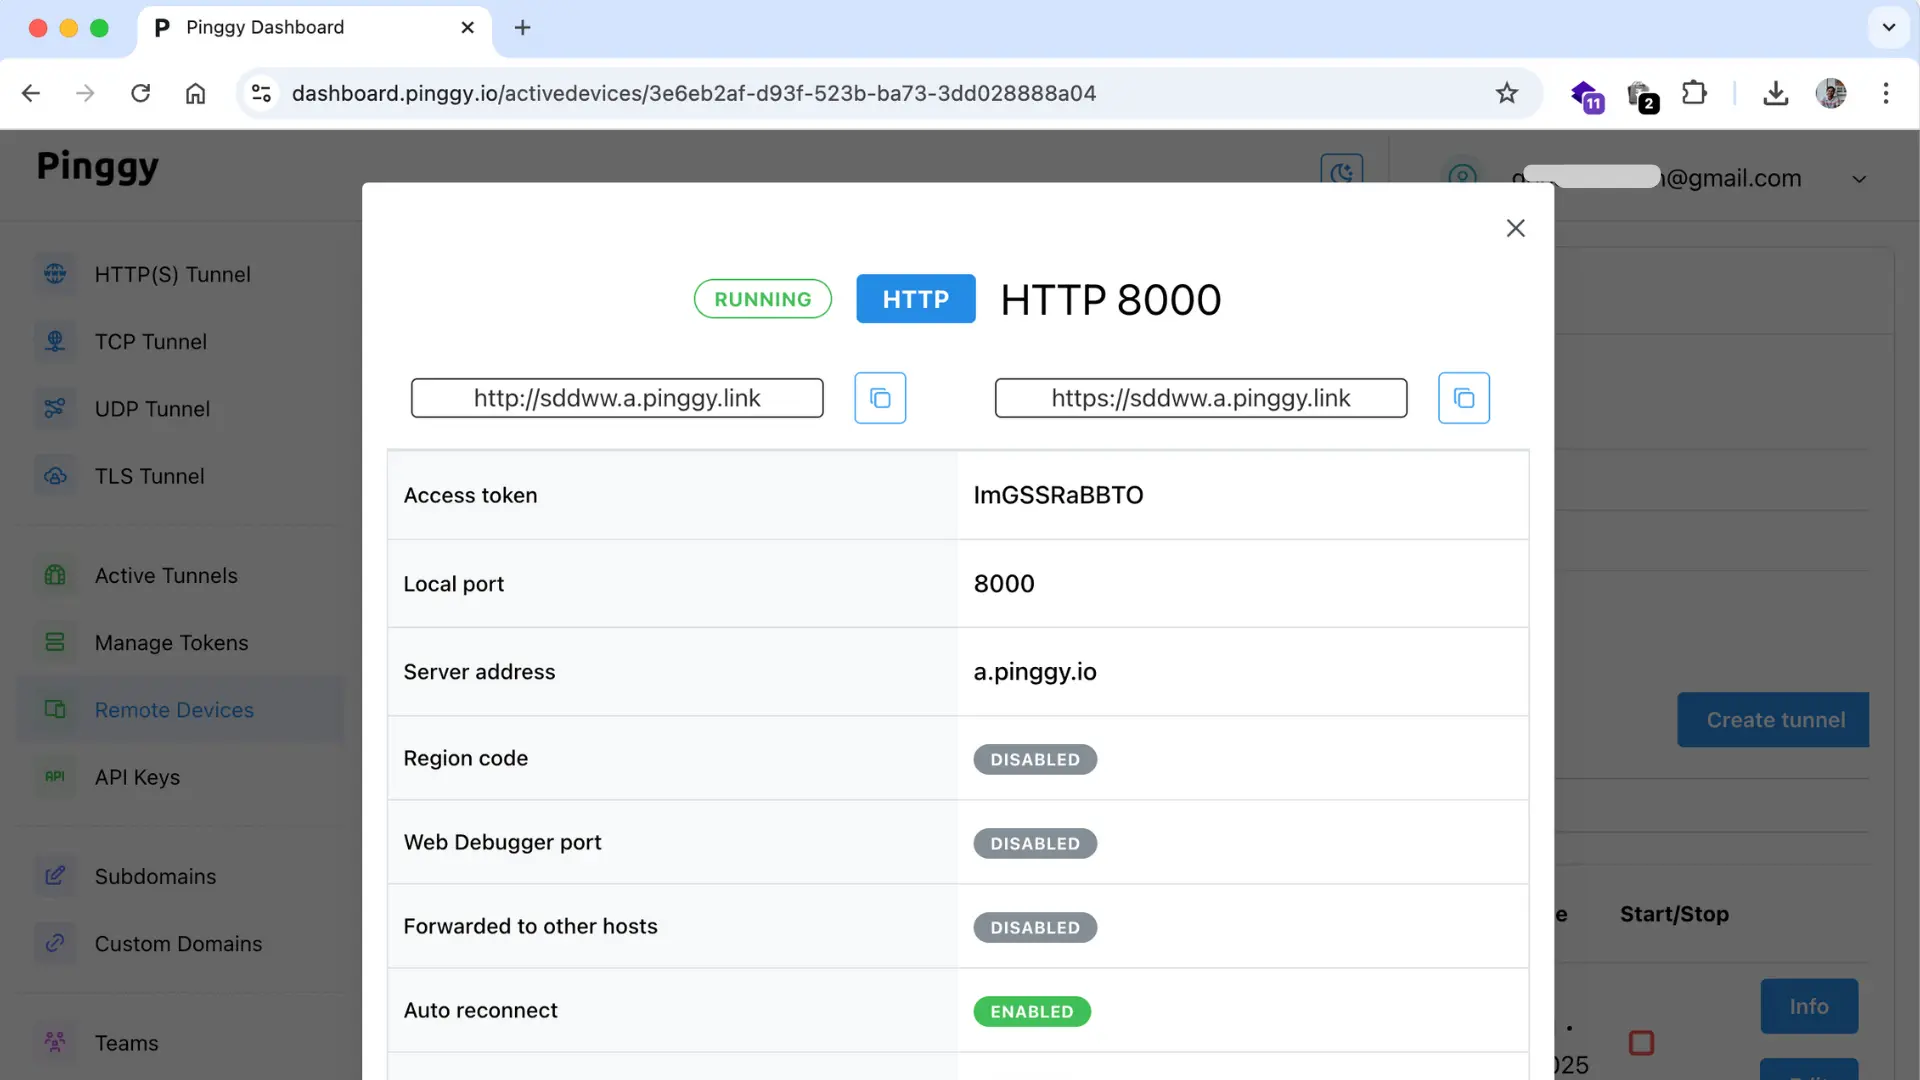 Pinggy Dashboard
dashboard.pinggy.io/activedevices/3e6eb2af-d93f-523b-ba73-3dd028888a04
11
2
Pinggy
n@gmail.com
RUNNING HTTP HTTP 8000
http://sddww.a.pinggy.link
https://sddww.a.pinggy.link
HTTP(S) Tunnel
TCP Tunnel
UDP Tunnel
TLS Tunnel
Active Tunnels
Manage Tokens
Remote Devices
API API Keys
Subdomains
Custom Domains
Teams
Access token lmGSSRaBBTO
Local port 8000
Server address a.pinggy.io
Region code DISABLED
Web Debugger port DISABLED
Forwarded to other hosts DISABLED
Auto reconnect ENABLED
Create tunnel
e Start/Stop
Info
025